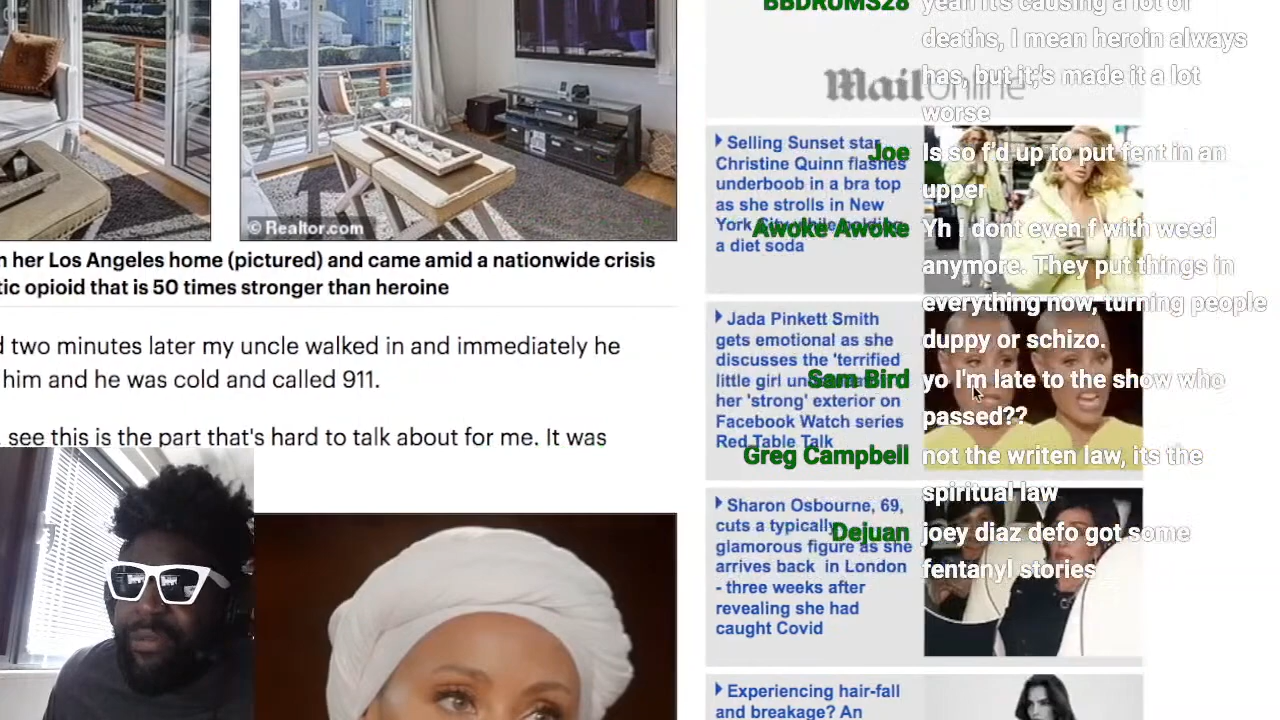 © Realtor.com
n her Los Angeles home (pictured) and came amid a nationwide crisis
tic opioid that is 50 times stronger than heroine
d two minutes later my uncle walked in and immediately he
him and he was cold and called 911.
see this is the part that's hard to talk about for me. It was
MailOnline
Selling Sunset star
Christine Quinn flashes
underboob in a bra top
as she strolls in New
York City while holding
a diet soda
Jada Pinkett Smith
gets emotional as she
discusses the 'terrified
little girl
her 'strong' exterior on
Facebook Watch series
Red Table Talk
Sharon Osbourne, 69,
cuts a typically
glamorous figure as she
arrives back in London
- three weeks after
revealing she had
caught Covid
Experiencing hair-fall
and breakage? An
BBDRUMS28 yeah it's causing a lot of
deaths, I mean heroin always
has, but it;'s made it a lot
worse
Joe Is so f'd up to put fent in an
upper
Awoke Awoke Yh I dont even f with weed
anymore. They put things in
everything now, turning people
duppy or schizo.
Sam Bird yo I'm late to the show who
passed??
Greg Campbell not the writen law, its the
spiritual law
Dejuan joey diaz defo got some
fentanyl stories